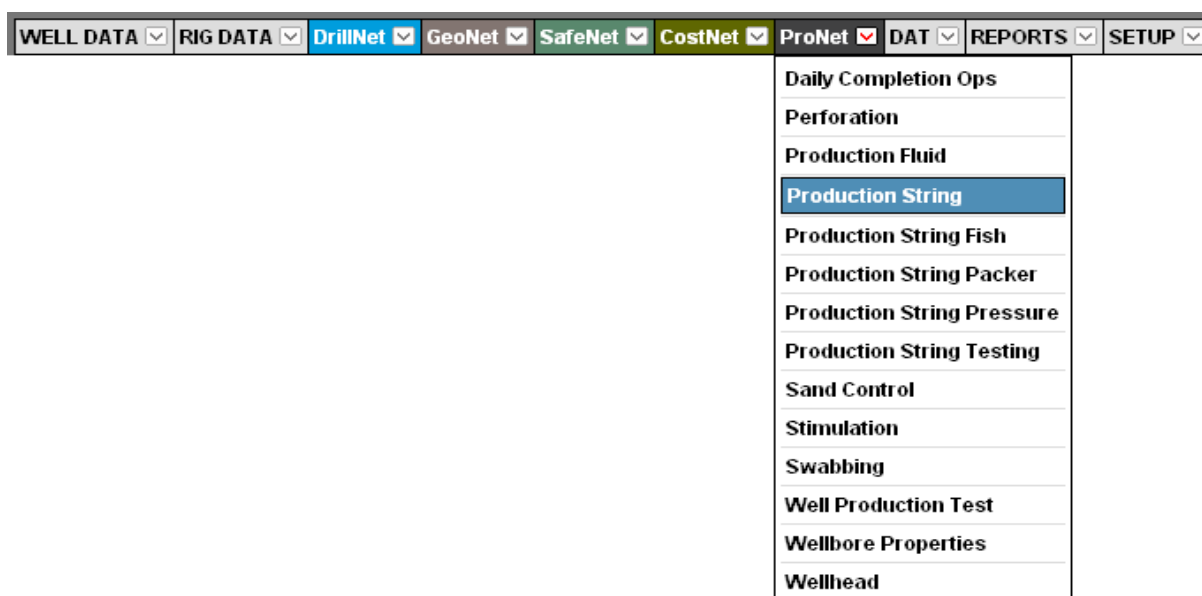 WELL DATA RIG DATA DrillNet GeoNet SafeNet CostNet ProNet DAT REPORTS SETUP
Daily Completion Ops
Perforation
Production Fluid
Production String
Production String Fish
Production String Packer
Production String Pressure
Production String Testing
Sand Control
Stimulation
Swabbing
Well Production Test
Wellbore Properties
Wellhead